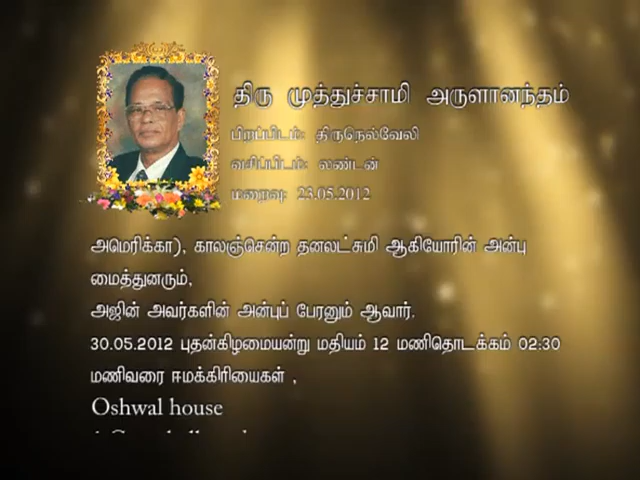 திரு முத்துச்சாமி அருளானந்தம்
பிறப்பிடம்: திருநெல்வேலி
வசிப்பிடம்: லண்டன்
மறைவு: 23.05.2012
அமெரிக்கா), காலஞ்சென்ற தனலட்சுமி ஆகியோரின் அன்பு
மைத்துனரும்,
அஜின் அவர்களின் அன்புப் பேரனும் ஆவார்.
30.05.2012 புதன்கிழமையன்று மதியம் 12 மணிதொடக்கம் 02:30
மணிவரை ஈமக்கிரியைகள் ,
Oshwal house